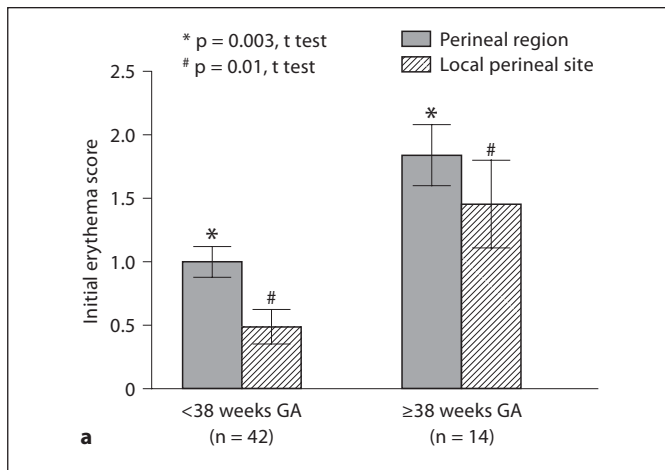 * p = 0.003, t test
# p = 0.01, t test
Perineal region
Local perineal site
Initial erythema score
2.5
2.0
1.5
1.0
0.5
0
*
#
*
#
<38 weeks GA
(n = 42)
≥38 weeks GA
(n = 14)
a